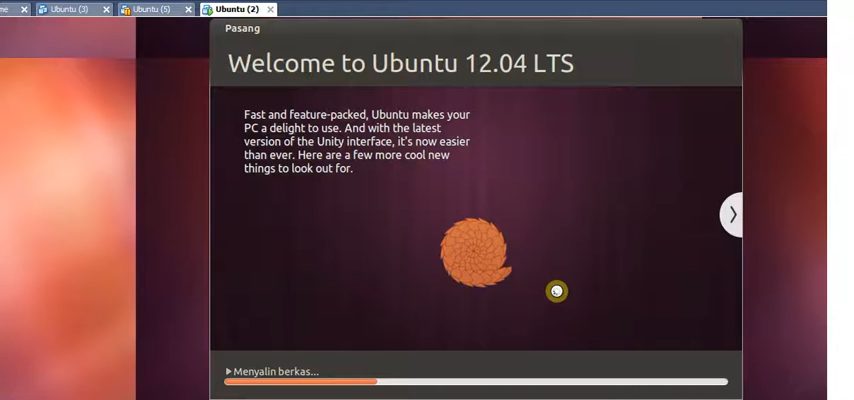 me
Ubuntu (3)
Ubuntu (5)
Ubuntu (2)
Pasang
Welcome to Ubuntu 12.04 LTS
Fast and feature-packed, Ubuntu makes your
PC a delight to use. And with the latest
version of the Unity interface, it's now easier
than ever. Here are a few more cool new
things to look out for.
Menyalin berkas...